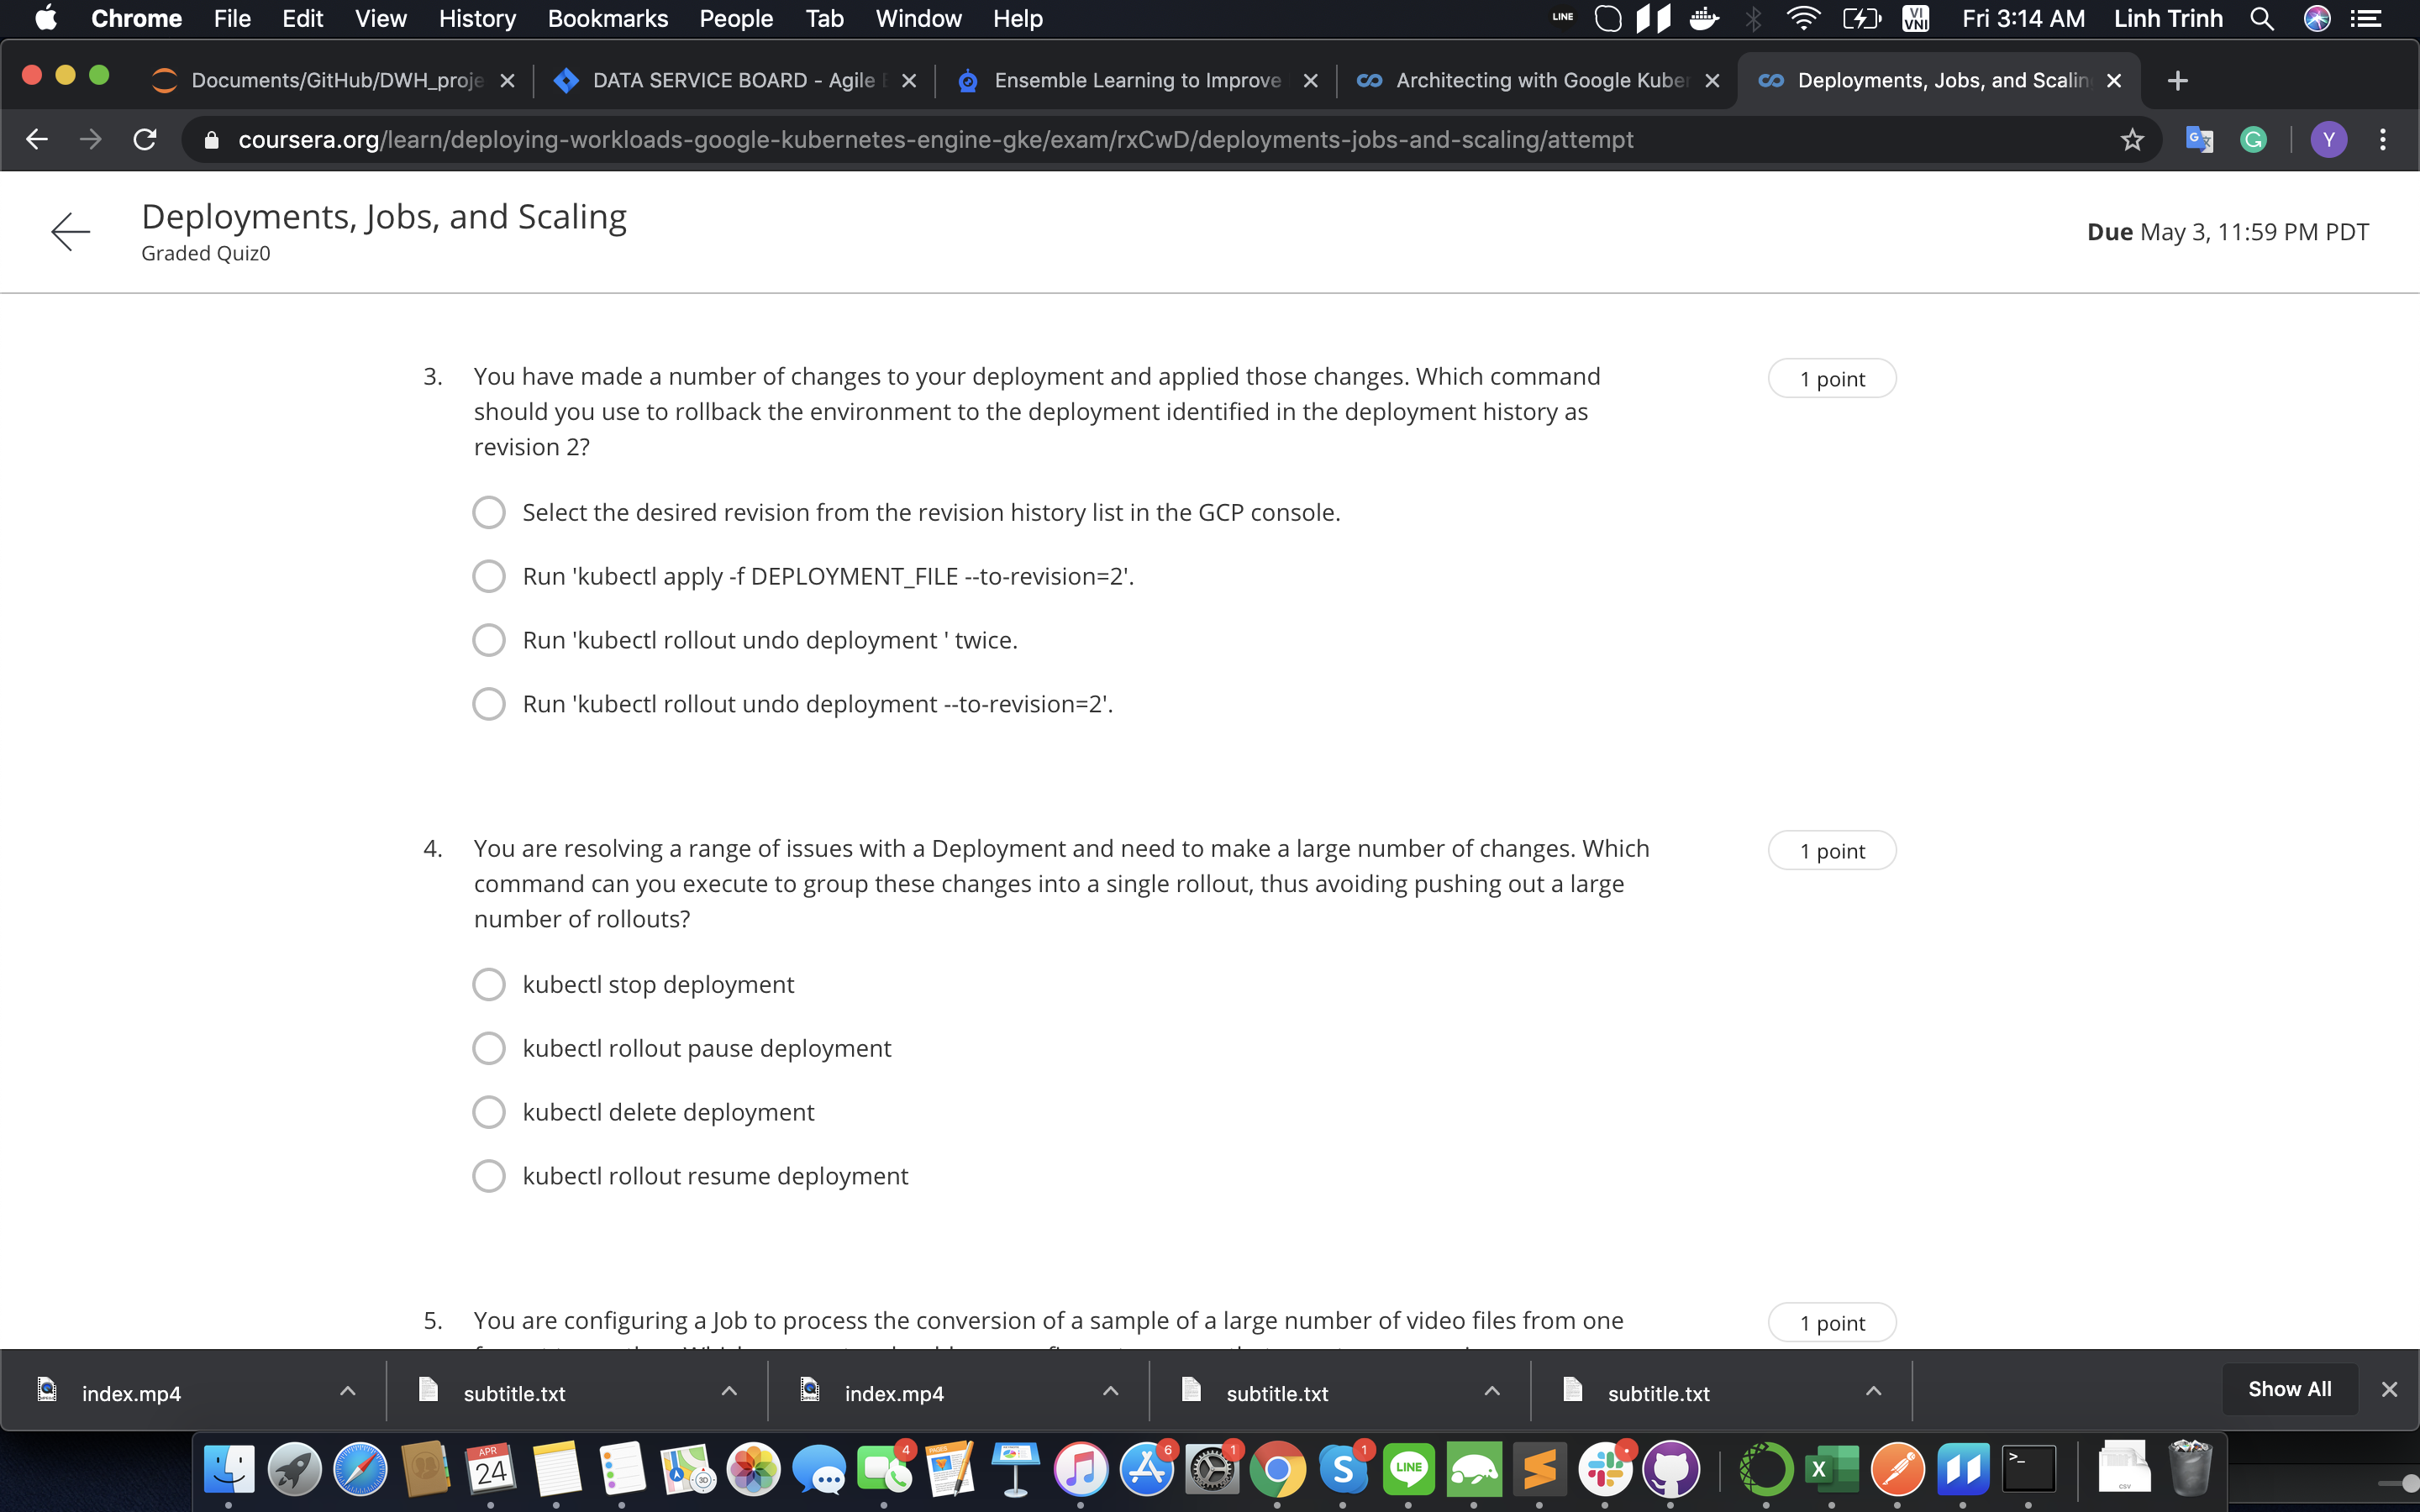 Chrome File Edit View History Bookmarks People Tab Window Help LINE VI VNI Fri 3:14 AM Linh Trinh
Documents/GitHub/DWH_proje DATA SERVICE BOARD - Agile Ensemble Learning to Improve Architecting with Google Kuber Deployments, Jobs, and Scalin
coursera.org/learn/deploying-workloads-google-kubernetes-engine-gke/exam/rxCwD/deployments-jobs-and-scaling/attempt Y
Deployments, Jobs, and Scaling
Graded Quiz0
Due May 3, 11:59 PM PDT
3. You have made a number of changes to your deployment and applied those changes. Which command
should you use to rollback the environment to the deployment identified in the deployment history as
revision 2?
1 point
Select the desired revision from the revision history list in the GCP console.
Run 'kubectl apply -f DEPLOYMENT_FILE --to-revision=2'.
Run 'kubectl rollout undo deployment ' twice.
Run 'kubectl rollout undo deployment --to-revision=2'.
4. You are resolving a range of issues with a Deployment and need to make a large number of changes. Which
command can you execute to group these changes into a single rollout, thus avoiding pushing out a large
number of rollouts?
1 point
kubectl stop deployment
kubectl rollout pause deployment
kubectl delete deployment
kubectl rollout resume deployment
5. You are configuring a Job to process the conversion of a sample of a large number of video files from one
1 point
index.mp4 subtitle.txt index.mp4 subtitle.txt subtitle.txt Show All
APR 24 3D 4 PAGES 6 1 1 S LINE X CSV